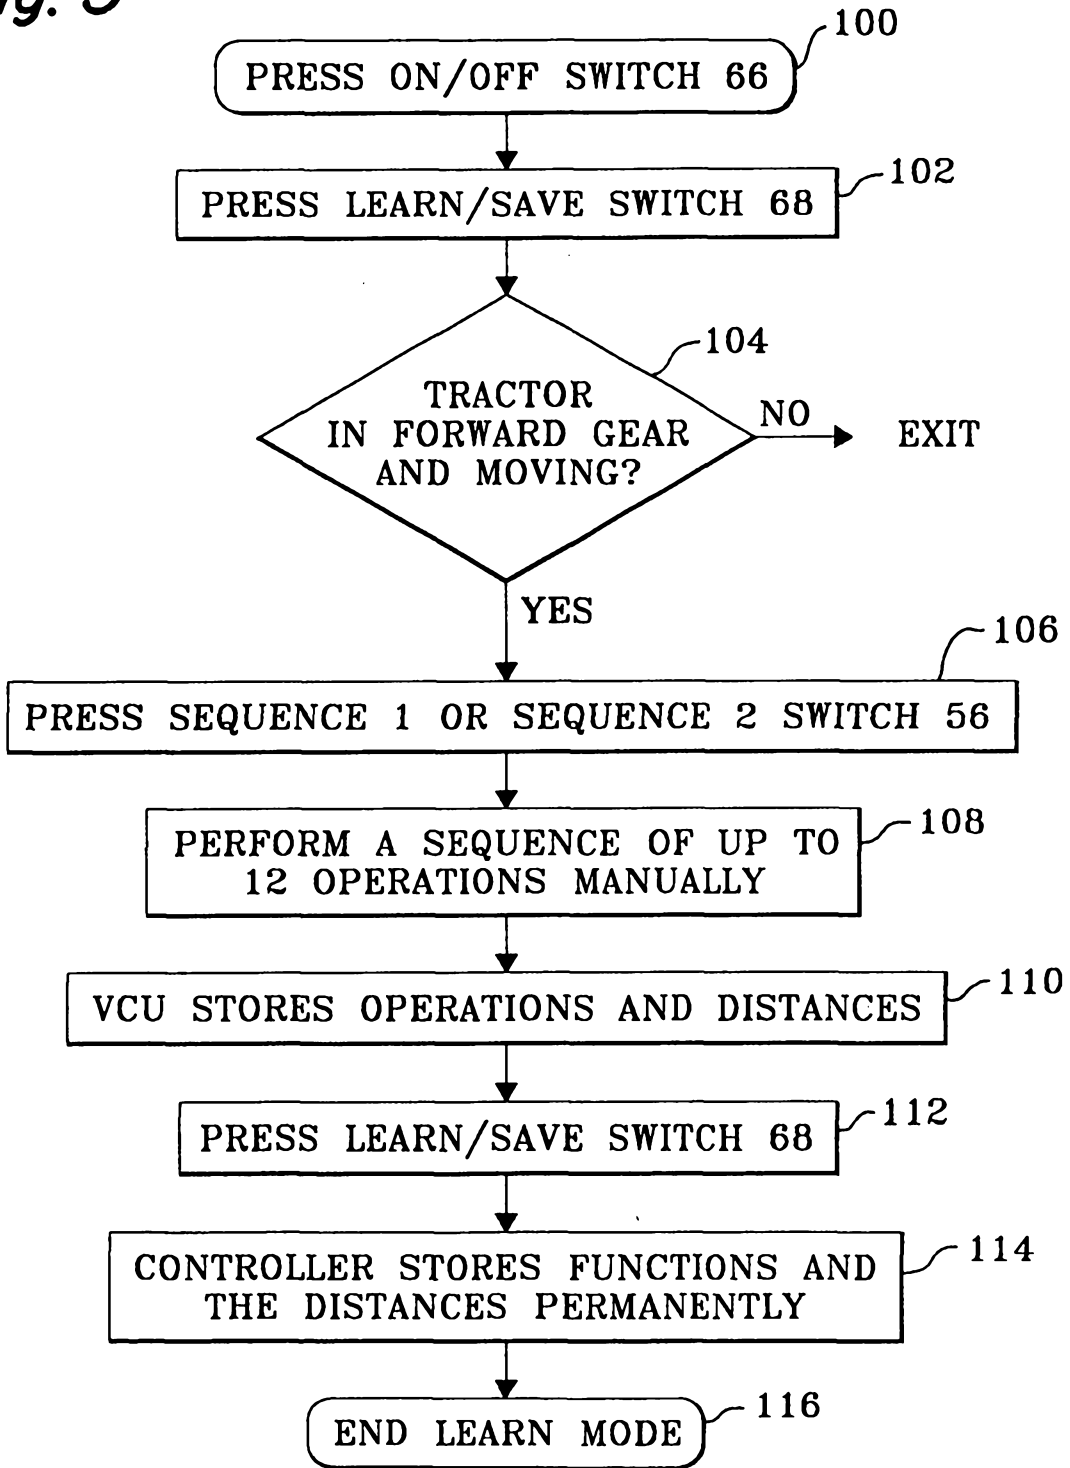 Fig. 3
100
PRESS ON/OFF SWITCH 66
102
PRESS LEARN/SAVE SWITCH 68
104
TRACTOR
IN FORWARD GEAR
AND MOVING?
NO
EXIT
YES
106
PRESS SEQUENCE 1 OR SEQUENCE 2 SWITCH 56
108
PERFORM A SEQUENCE OF UP TO
12 OPERATIONS MANUALLY
110
VCU STORES OPERATIONS AND DISTANCES
112
PRESS LEARN/SAVE SWITCH 68
114
CONTROLLER STORES FUNCTIONS AND
THE DISTANCES PERMANENTLY
116
END LEARN MODE